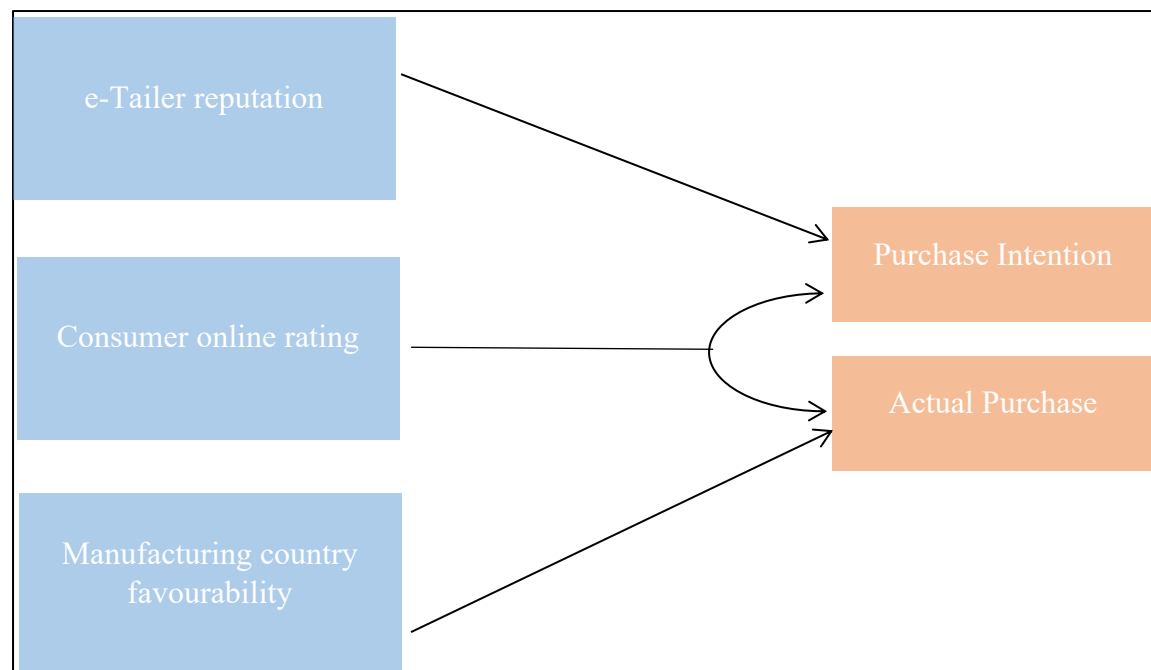 e-Tailer reputation
Purchase Intention
Consumer online rating
Actual Purchase
Manufacturing country
favourability